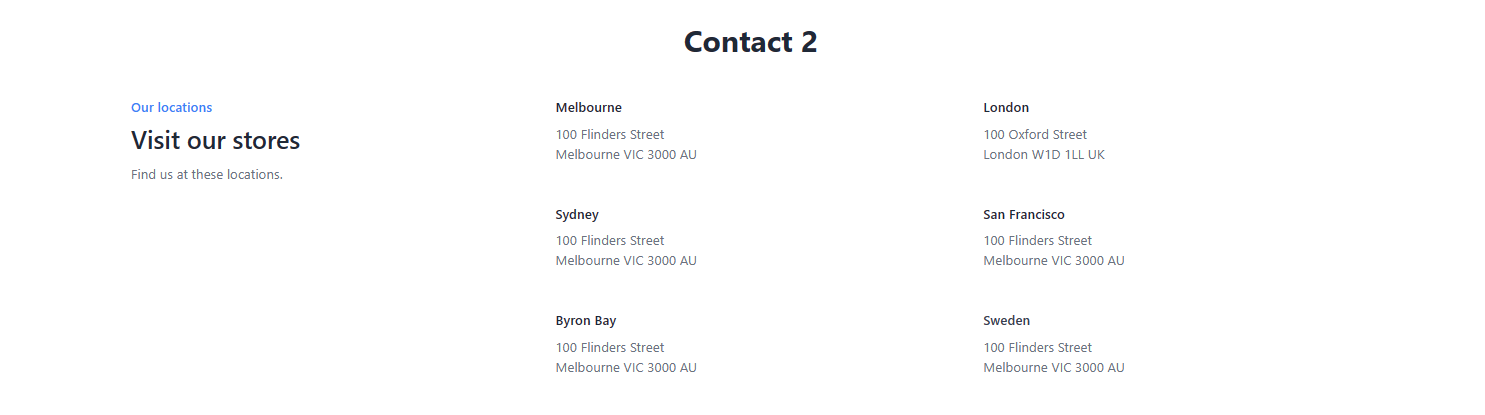 Contact 2
Our locations
Visit our stores
Find us at these locations.
Melbourne
100 Flinders Street
Melbourne VIC 3000 AU
London
100 Oxford Street
London W1D 1LL UK
Sydney
100 Flinders Street
Melbourne VIC 3000 AU
San Francisco
100 Flinders Street
Melbourne VIC 3000 AU
Byron Bay
100 Flinders Street
Melbourne VIC 3000 AU
Sweden
100 Flinders Street
Melbourne VIC 3000 AU